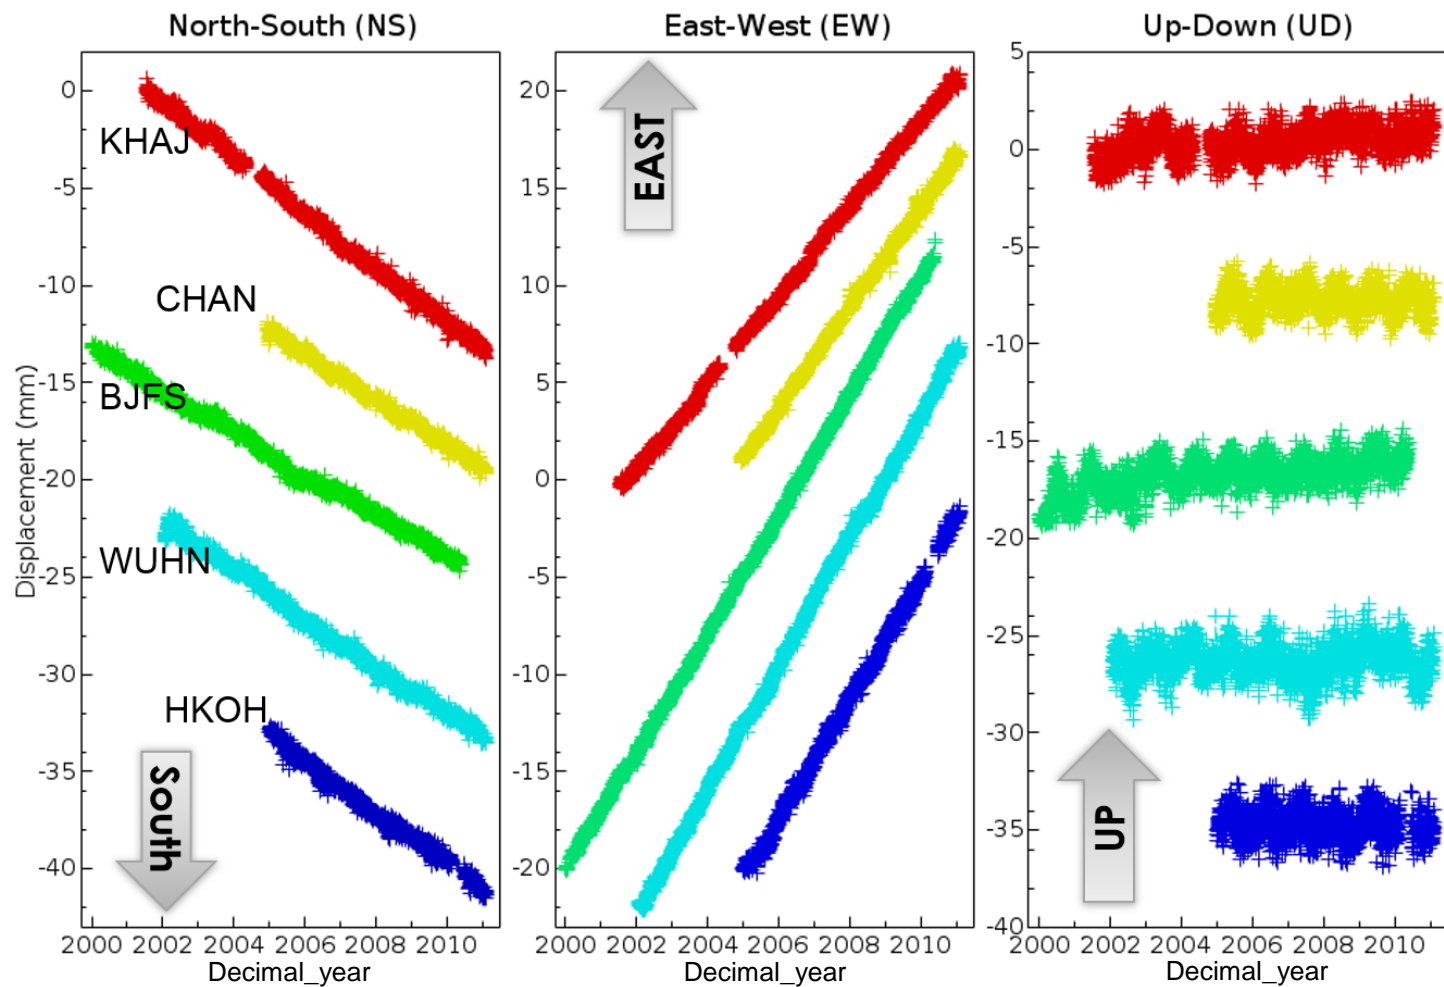 North-South (NS)
East-West (EW)
Up-Down (UD)
Displacement (mm)
0
-5
-10
-15
-20
-25
-30
-35
-40
KHAJ
CHAN
BJFS
WUHN
HKOH
South
2000 2002 2004 2006 2008 2010
Decimal_year
20
15
10
5
0
-5
-10
-15
-20
EAST
2000 2002 2004 2006 2008 2010
Decimal_year
5
0
-5
-10
-15
-20
-25
-30
-35
-40
UP
2000 2002 2004 2006 2008 2010
Decimal_year